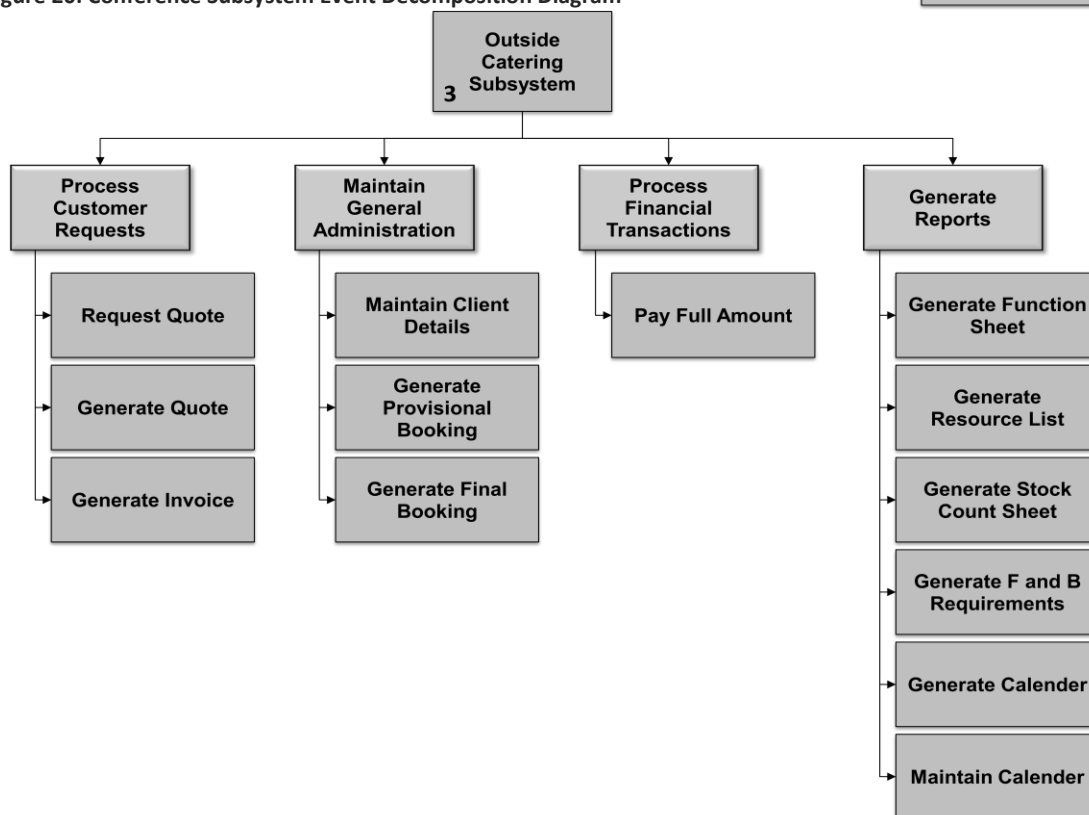 Figure 20: Conference Subsystem Event Decomposition Diagram
Outside
Catering
Subsystem
3
Process
Customer
Requests
Request Quote
Generate Quote
Generate Invoice
Maintain
General
Administration
Maintain Client
Details
Generate
Provisional
Booking
Generate Final
Booking
Process
Financial
Transactions
Pay Full Amount
Generate
Reports
Generate Function
Sheet
Generate
Resource List
Generate Stock
Count Sheet
Generate F and B
Requirements
Generate Calender
Maintain Calender